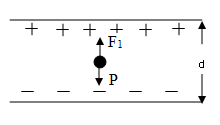 + + + + + +
F1
d
P
− − − − − −